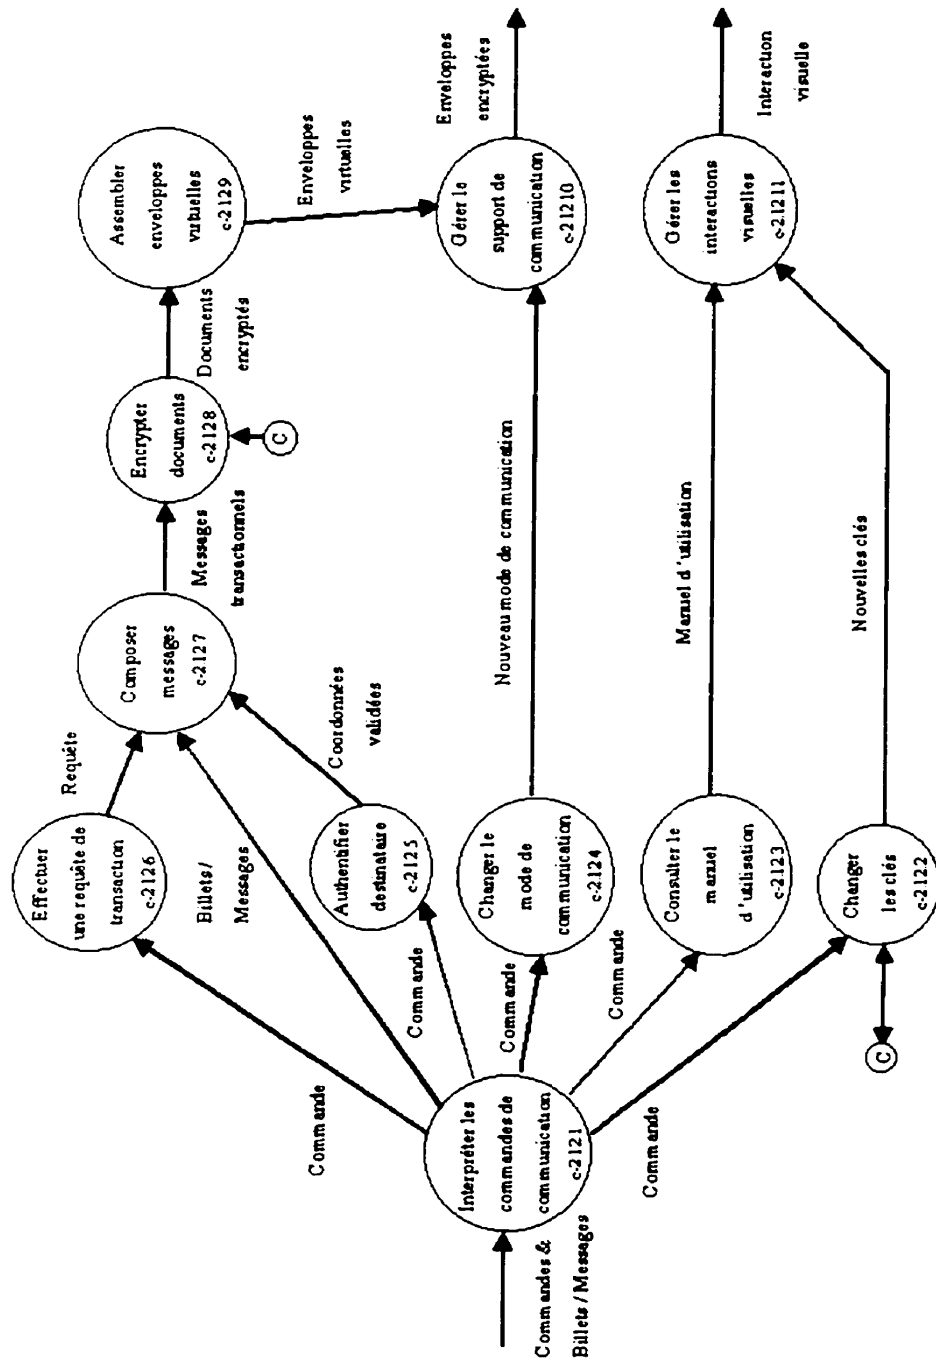 Commandes &
Billets / Messages
Interpréter les
commandes de
communication
c-2121
Commande
Commande
Commande
Commande
Commande
Billets /
Messages
Effectuer
une requête de
transaction
c-2126
Requête
Authentifier
destinataire
c-2125
Coordonnées
validées
Changer le
mode de
communication
c-2124
Consulter le
manuel
d'utilisation
c-2123
Changer
les clés
c-2122
C
Composer
messages
c-2127
Messages
transactionnels
Encrypter
documents
c-2128
C
Documents
encryptés
Assembler
enveloppes
virtuelles
c-2129
Enveloppes
virtuelles
Nouveau mode de communication
Gérer le
support de
communication
c-21210
Enveloppes
encryptées
Manuel d'utilisation
Nouvelles clés
Gérer les
interactions
visuelles
c-21211
Interaction
visuelle